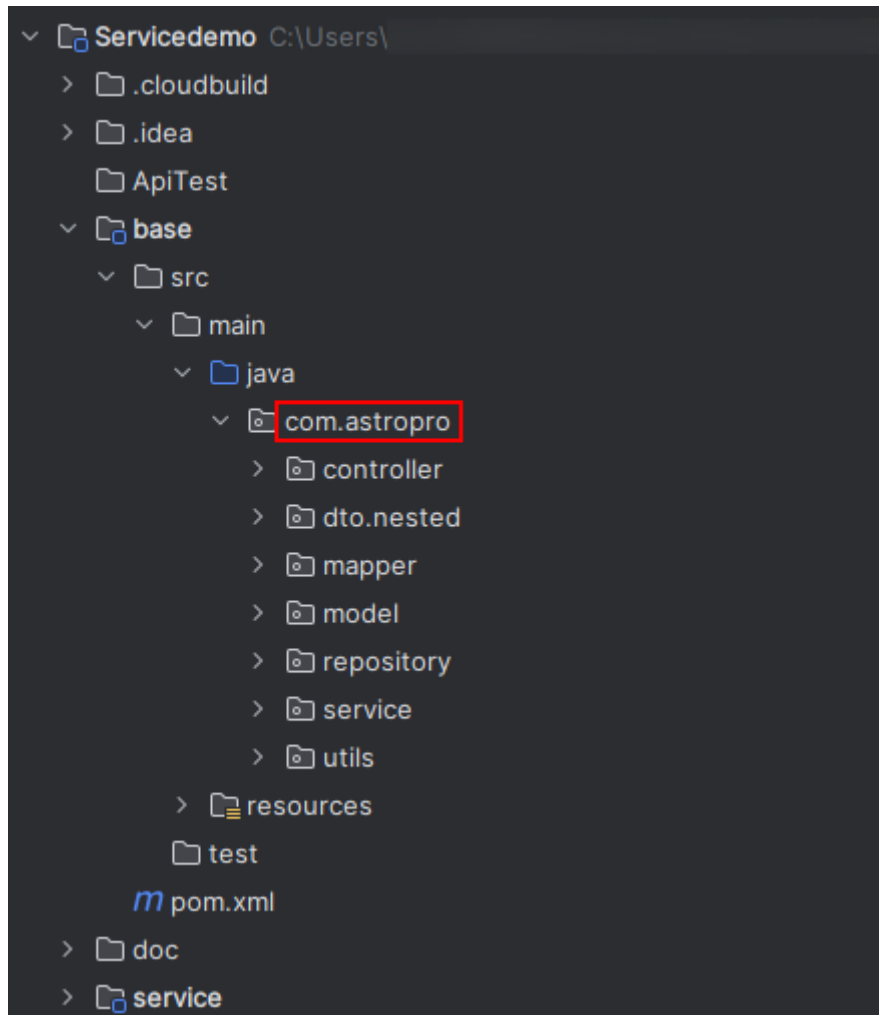 Servicedemo C:\Users\
.cloudbuild
.idea
ApiTest
base
src
main
java
com.astropro
controller
dto.nested
mapper
model
repository
service
utils
resources
test
m pom.xml
doc
service